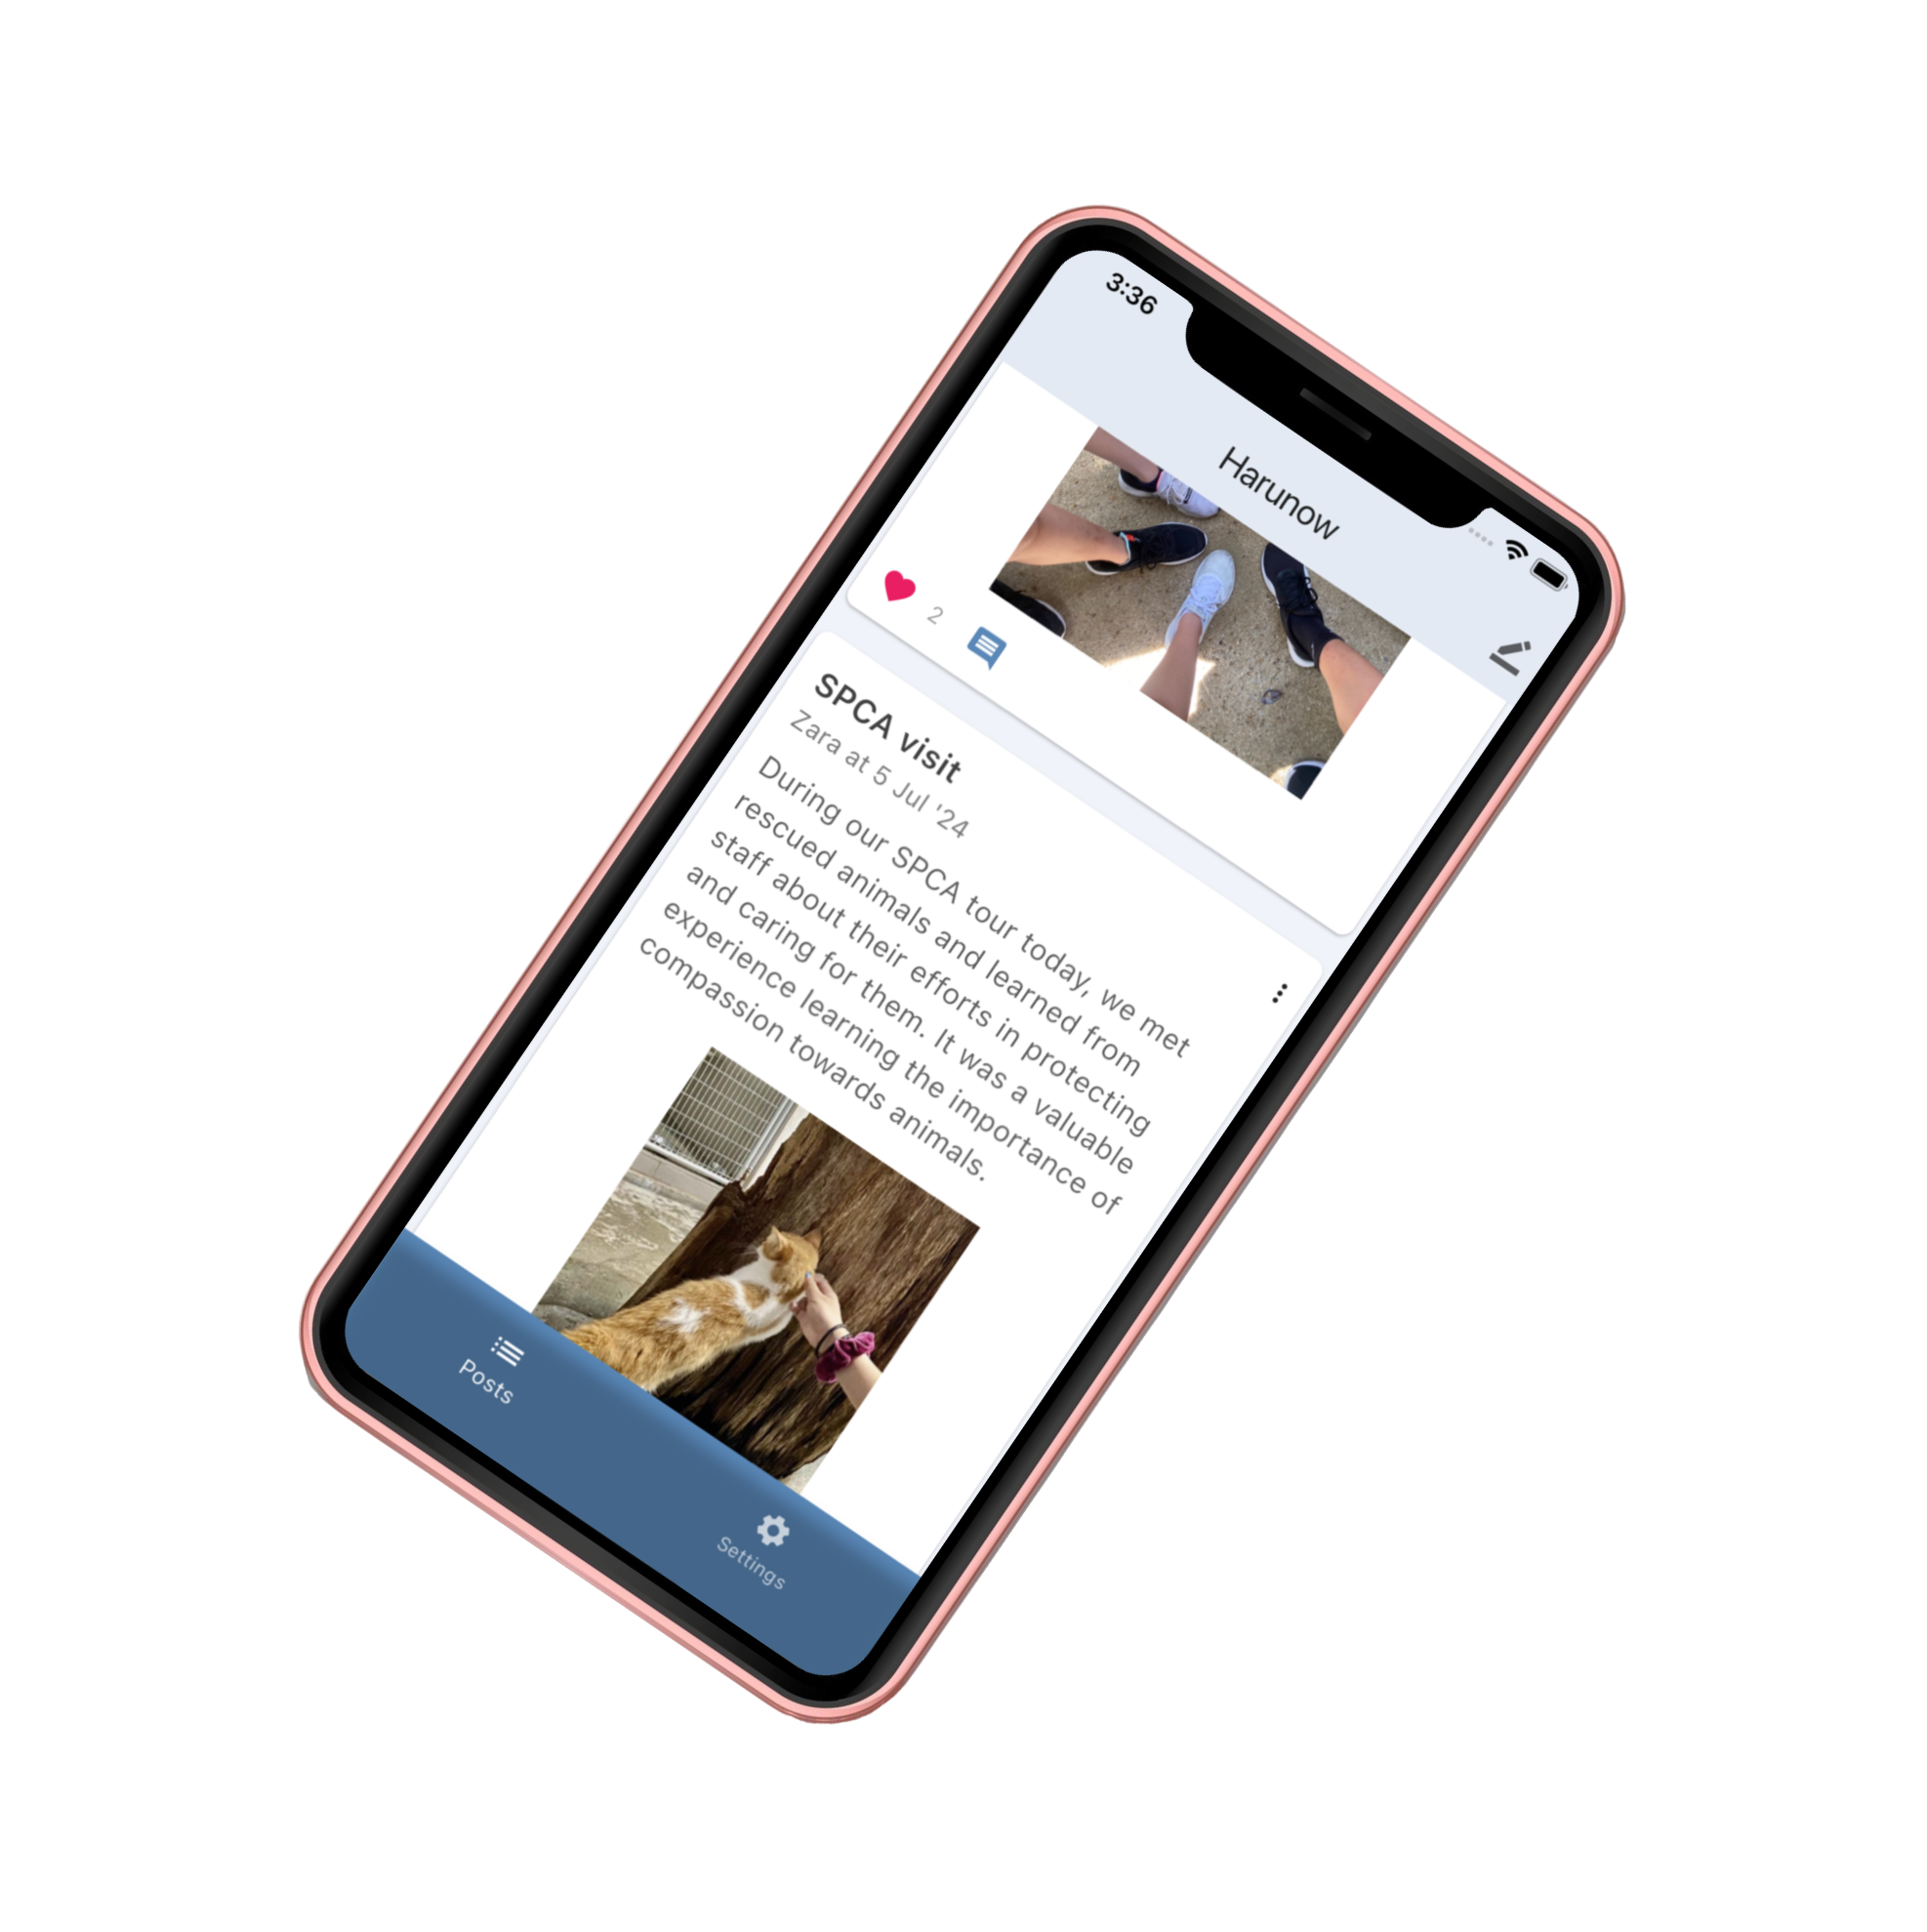 3:36
Harunow
2
SPCA visit
Zara at 5 Jul '24
During our SPCA tour today, we met
rescued animals and learned from
staff about their efforts in protecting
and caring for them. It was a valuable
experience learning the importance of
compassion towards animals.
Posts
Settings